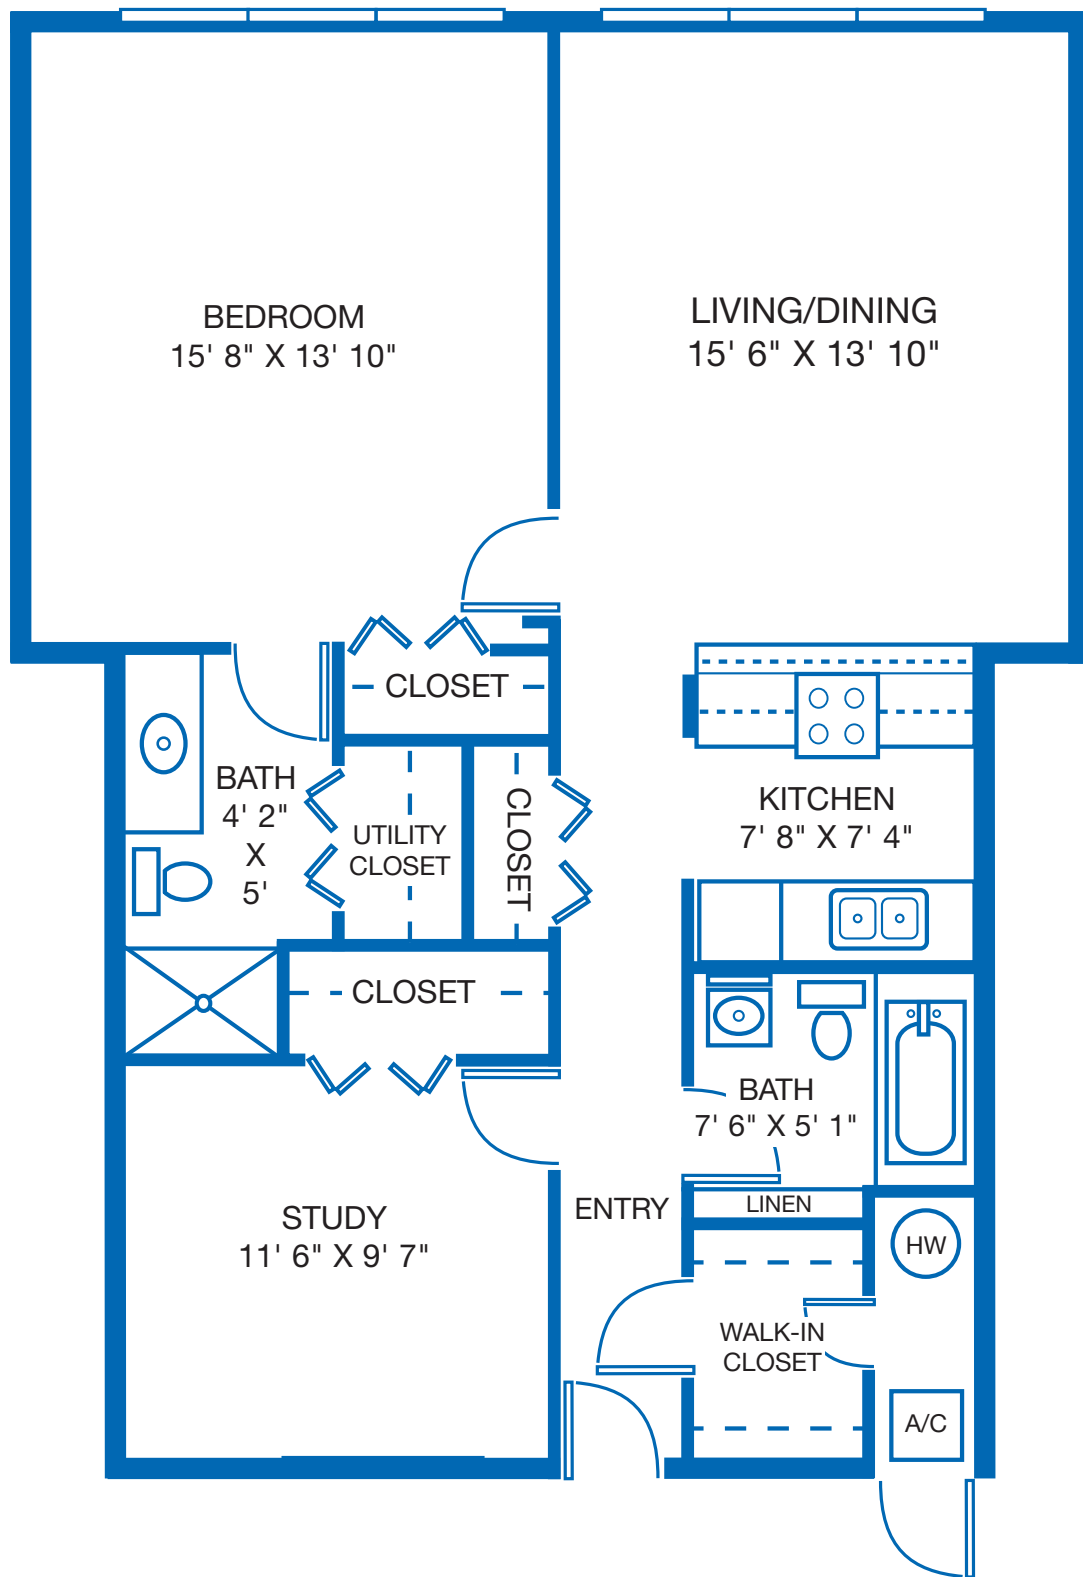 BEDROOM
15' 8" X 13' 10"
LIVING/DINING
15' 6" X 13' 10"
CLOSET
BATH
4' 2"
X
5'
UTILITY
CLOSET
CLOSET
KITCHEN
7' 8" X 7' 4"
CLOSET
BATH
7' 6" X 5' 1"
STUDY
11' 6" X 9' 7"
ENTRY
LINEN
HW
WALK-IN
CLOSET
A/C